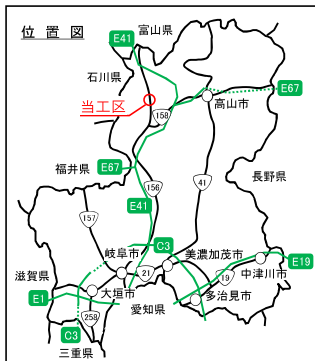 位置図
E41
富山県
石川県
当工区
158
高山市
E67
福井県
E67
156
41
長野県
E41
157
岐阜市
C3
美濃加茂市
滋賀県
21
19
E19
中津川市
E1
大垣市
愛知県
多治見市
258
C3
三重県